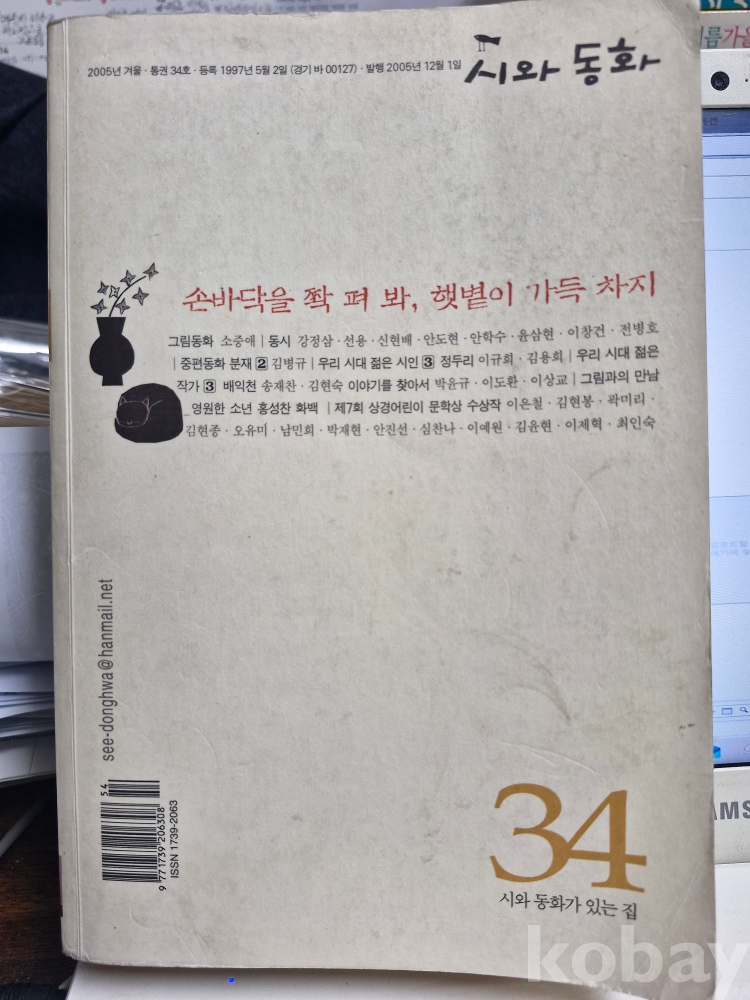 2005년 겨울 · 통권 34호 · 등록 1997년 5월 2일 (경기 바 00127) · 발행 2005년 12월 1일
시와 동화
손바닥을 쫙 펴 봐, 햇볕이 가득 차지
그림동화 소중애 | 동시 강정삼 · 선용 · 신현배 · 안도현 · 안학수 · 윤삼현 · 이창건 · 전병호
| 중편동화 분재 2 김병규 | 우리 시대 젊은 시인 3 정두리 이규희 · 김용희 | 우리 시대 젊은
작가 3 배익천 송재찬 · 김현숙 이야기를 찾아서 박윤규 · 이도환 · 이상교 | 그림과의 만남
_영원한 소년 홍성찬 화백 | 제7회 상경어린이 문학상 수상작 이은철 · 김현봉 · 곽미리 ·
김현종 · 오유미 · 남민희 · 박재현 · 안진선 · 심찬나 · 이예원 · 김윤현 · 이제혁 · 최인숙
see-donghwa@hanmail.net
54
9 771739 206308
ISSN 1739-2063
34
시와 동화가 있는 집
kobay